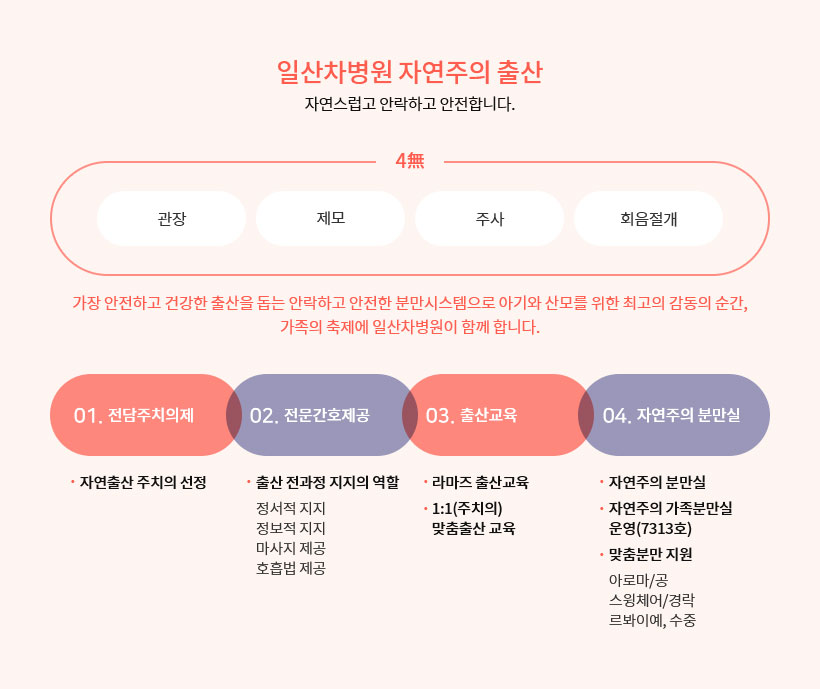 일산차병원 자연주의 출산
자연스럽고 안락하고 안전합니다.
4無
관장
제모
주사
회음절개
가장 안전하고 건강한 출산을 돕는 안락하고 안전한 분만시스템으로 아기와 산모를 위한 최고의 감동의 순간,
가족의 축제에 일산차병원이 함께 합니다.
01. 전담주치의제
· 자연출산 주치의 선정
02. 전문간호제공
· 출산 전과정 지지의 역할
정서적 지지
정보적 지지
마사지 제공
호흡법 제공
03. 출산교육
· 라마즈 출산교육
· 1:1(주치의)
맞춤출산 교육
04. 자연주의 분만실
· 자연주의 분만실
· 자연주의 가족분만실
운영(7313호)
· 맞춤분만 지원
아로마/공
스윙체어/경락
르봐이예, 수중